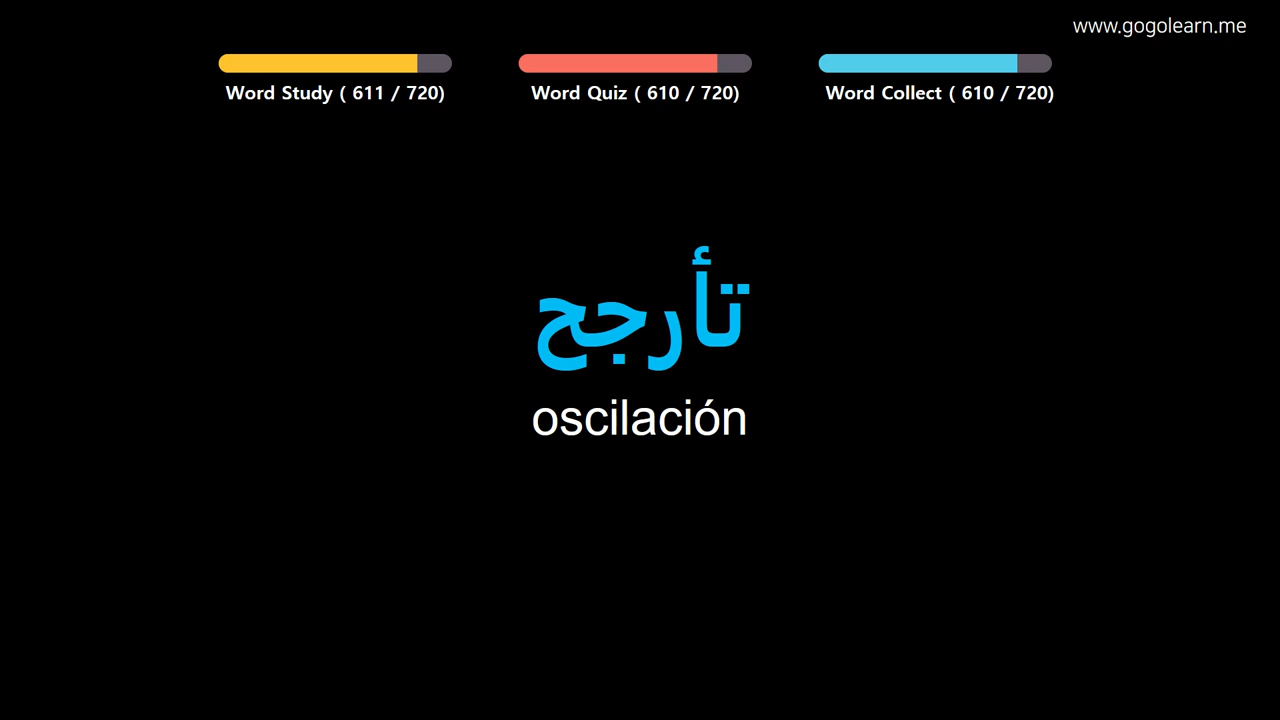 www.gogolearn.me
Word Study ( 611 / 720)
Word Quiz ( 610 / 720)
Word Collect ( 610 / 720)
تأرجح
oscilación